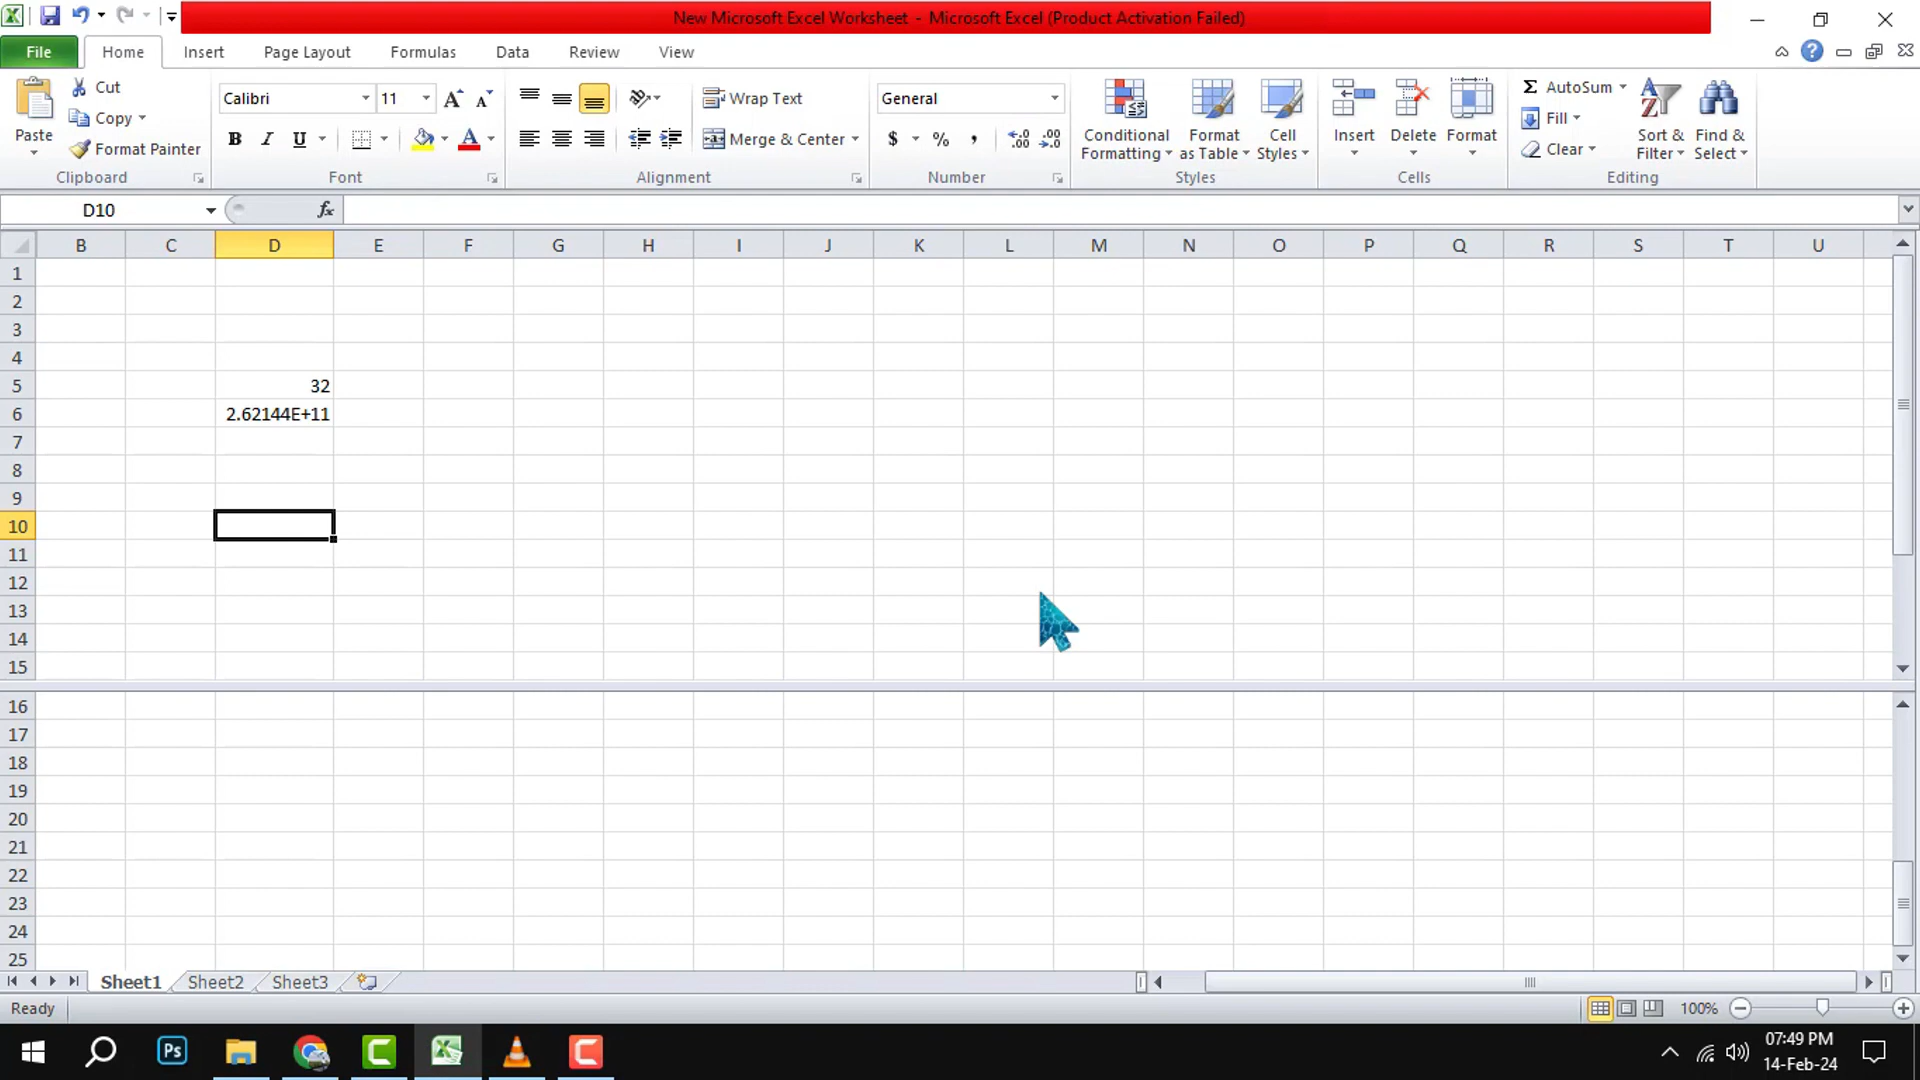 New Microsoft Excel Worksheet - Microsoft Excel (Product Activation Failed)
File Home Insert Page Layout Formulas Data Review View
Paste Cut Copy Format Painter Clipboard
Calibri 11 B I U A Font
Wrap Text Merge & Center Alignment
General $ % , .0 .00 .00 .0 Number
Conditional Formatting Format as Table Cell Styles Styles
Insert Delete Format Cells
Σ AutoSum Fill Clear Sort & Filter Find & Select Editing
D10 fx
B C D E F G H I J K L M N O P Q R S T U
1
2
3
4
5 32
6 2.62144E+11
7
8
9
10
11
12
13
14
15
16
17
18
19
20
21
22
23
24
25
Sheet1 Sheet2 Sheet3
Ready 100%
Ps C C
07:49 PM
14-Feb-24